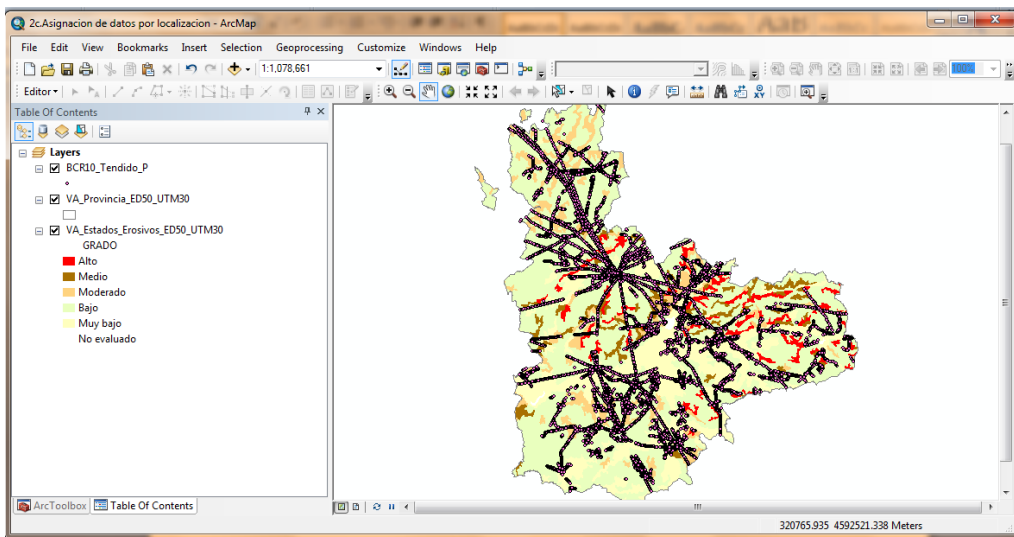 2c.Asignacion de datos por localizacion - ArcMap
File Edit View Bookmarks Insert Selection Geoprocessing Customize Windows Help
1:1,078,661
100%
Editor
Table Of Contents
Layers
BCR10_Tendido_P
VA_Provincia_ED50_UTM30
VA_Estados_Erosivos_ED50_UTM30
GRADO
Alto
Medio
Moderado
Bajo
Muy bajo
No evaluado
ArcToolbox Table Of Contents
320765.935 4592521.338 Meters